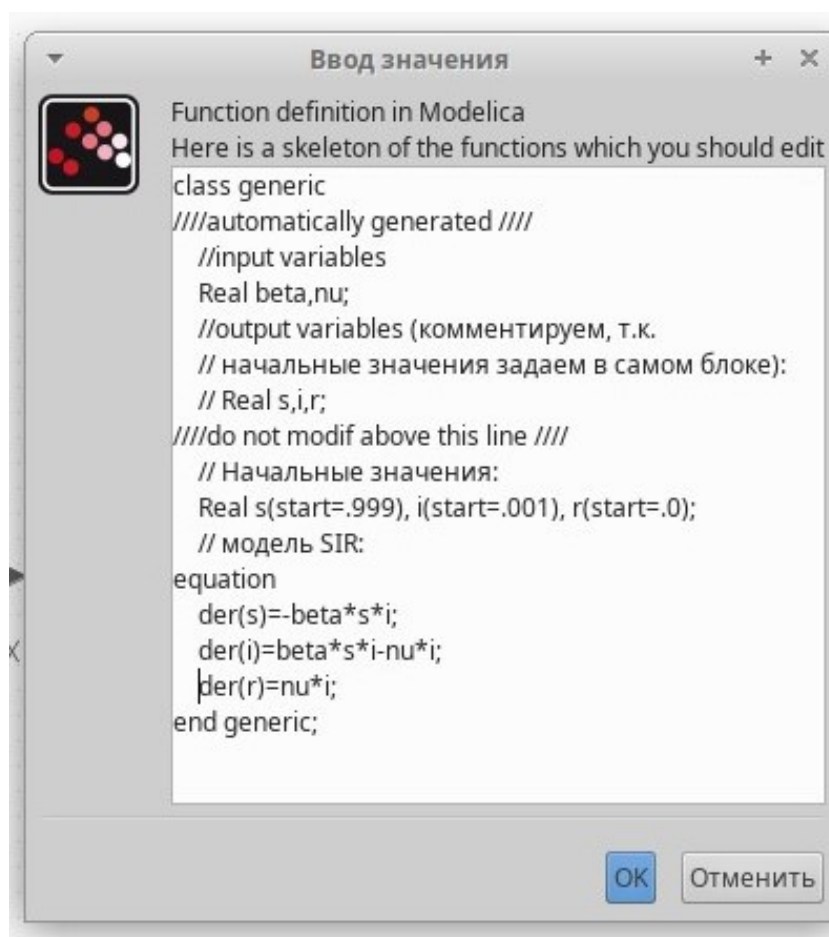 Ввод значения
Function definition in Modelica
Here is a skeleton of the functions which you should edit
class generic
////automatically generated ////
//input variables
Real beta,nu;
//output variables (комментируем, т.к.
// начальные значения задаем в самом блоке):
// Real s,i,r;
////do not modif above this line ////
// Начальные значения:
Real s(start=.999), i(start=.001), r(start=.0);
// модель SIR:
equation
der(s)=-beta*s*i;
der(i)=beta*s*i-nu*i;
der(r)=nu*i;
end generic;
OK
Отменить